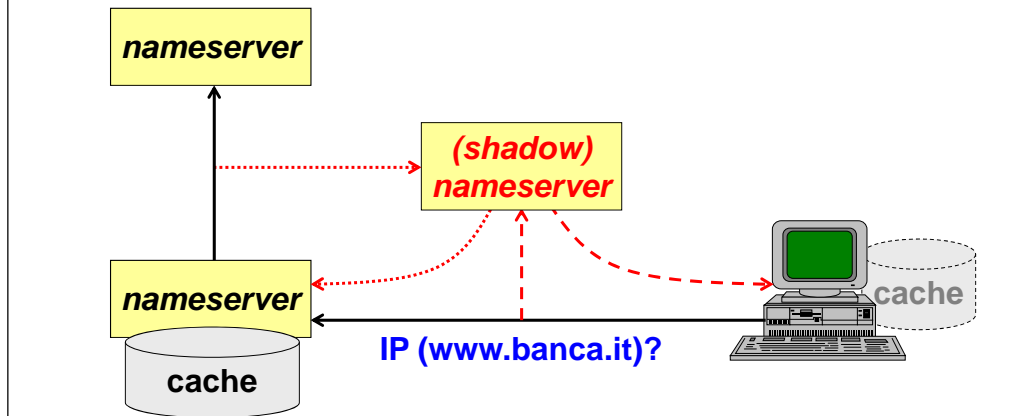 nameserver
(shadow)
nameserver
nameserver
cache
IP (www.banca.it)?
cache